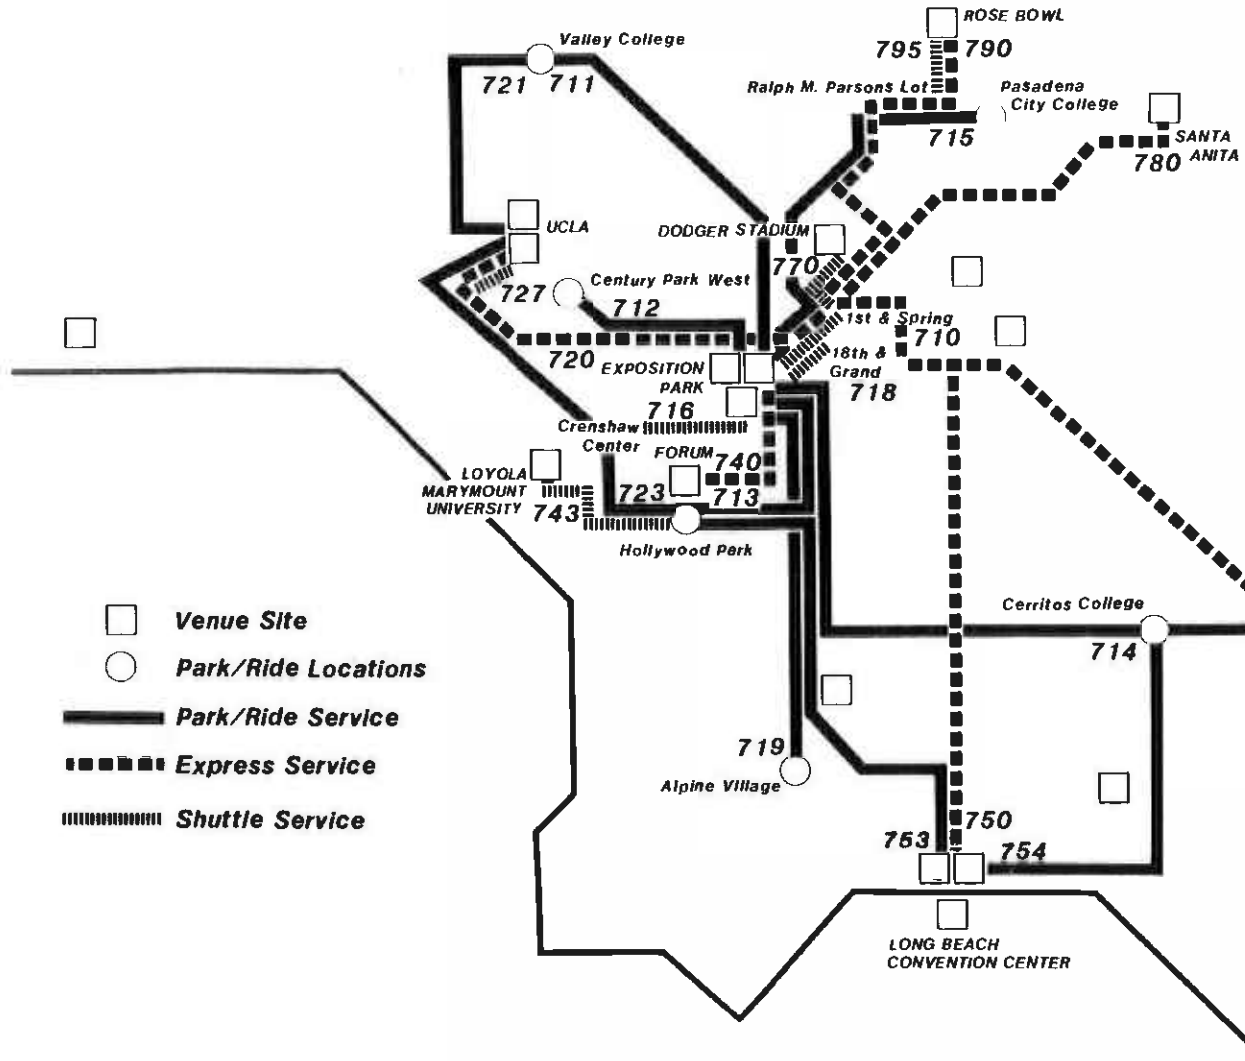 ROSE BOWL
795
790
Valley College
721
711
Ralph M. Parsons Lot
Pasadena
City College
715
SANTA
ANITA
780
UCLA
DODGER STADIUM
770
727
Century Park West
712
1st & Spring
710
720
EXPOSITION
PARK
18th &
Grand
718
716
Crenshaw
Center
FORUM
740
LOYOLA
MARYMOUNT
UNIVERSITY
743
723
713
Hollywood Park
Cerritos College
714
Venue Site
Park/Ride Locations
Park/Ride Service
Express Service
Shuttle Service
719
Alpine Village
753
750
754
LONG BEACH
CONVENTION CENTER